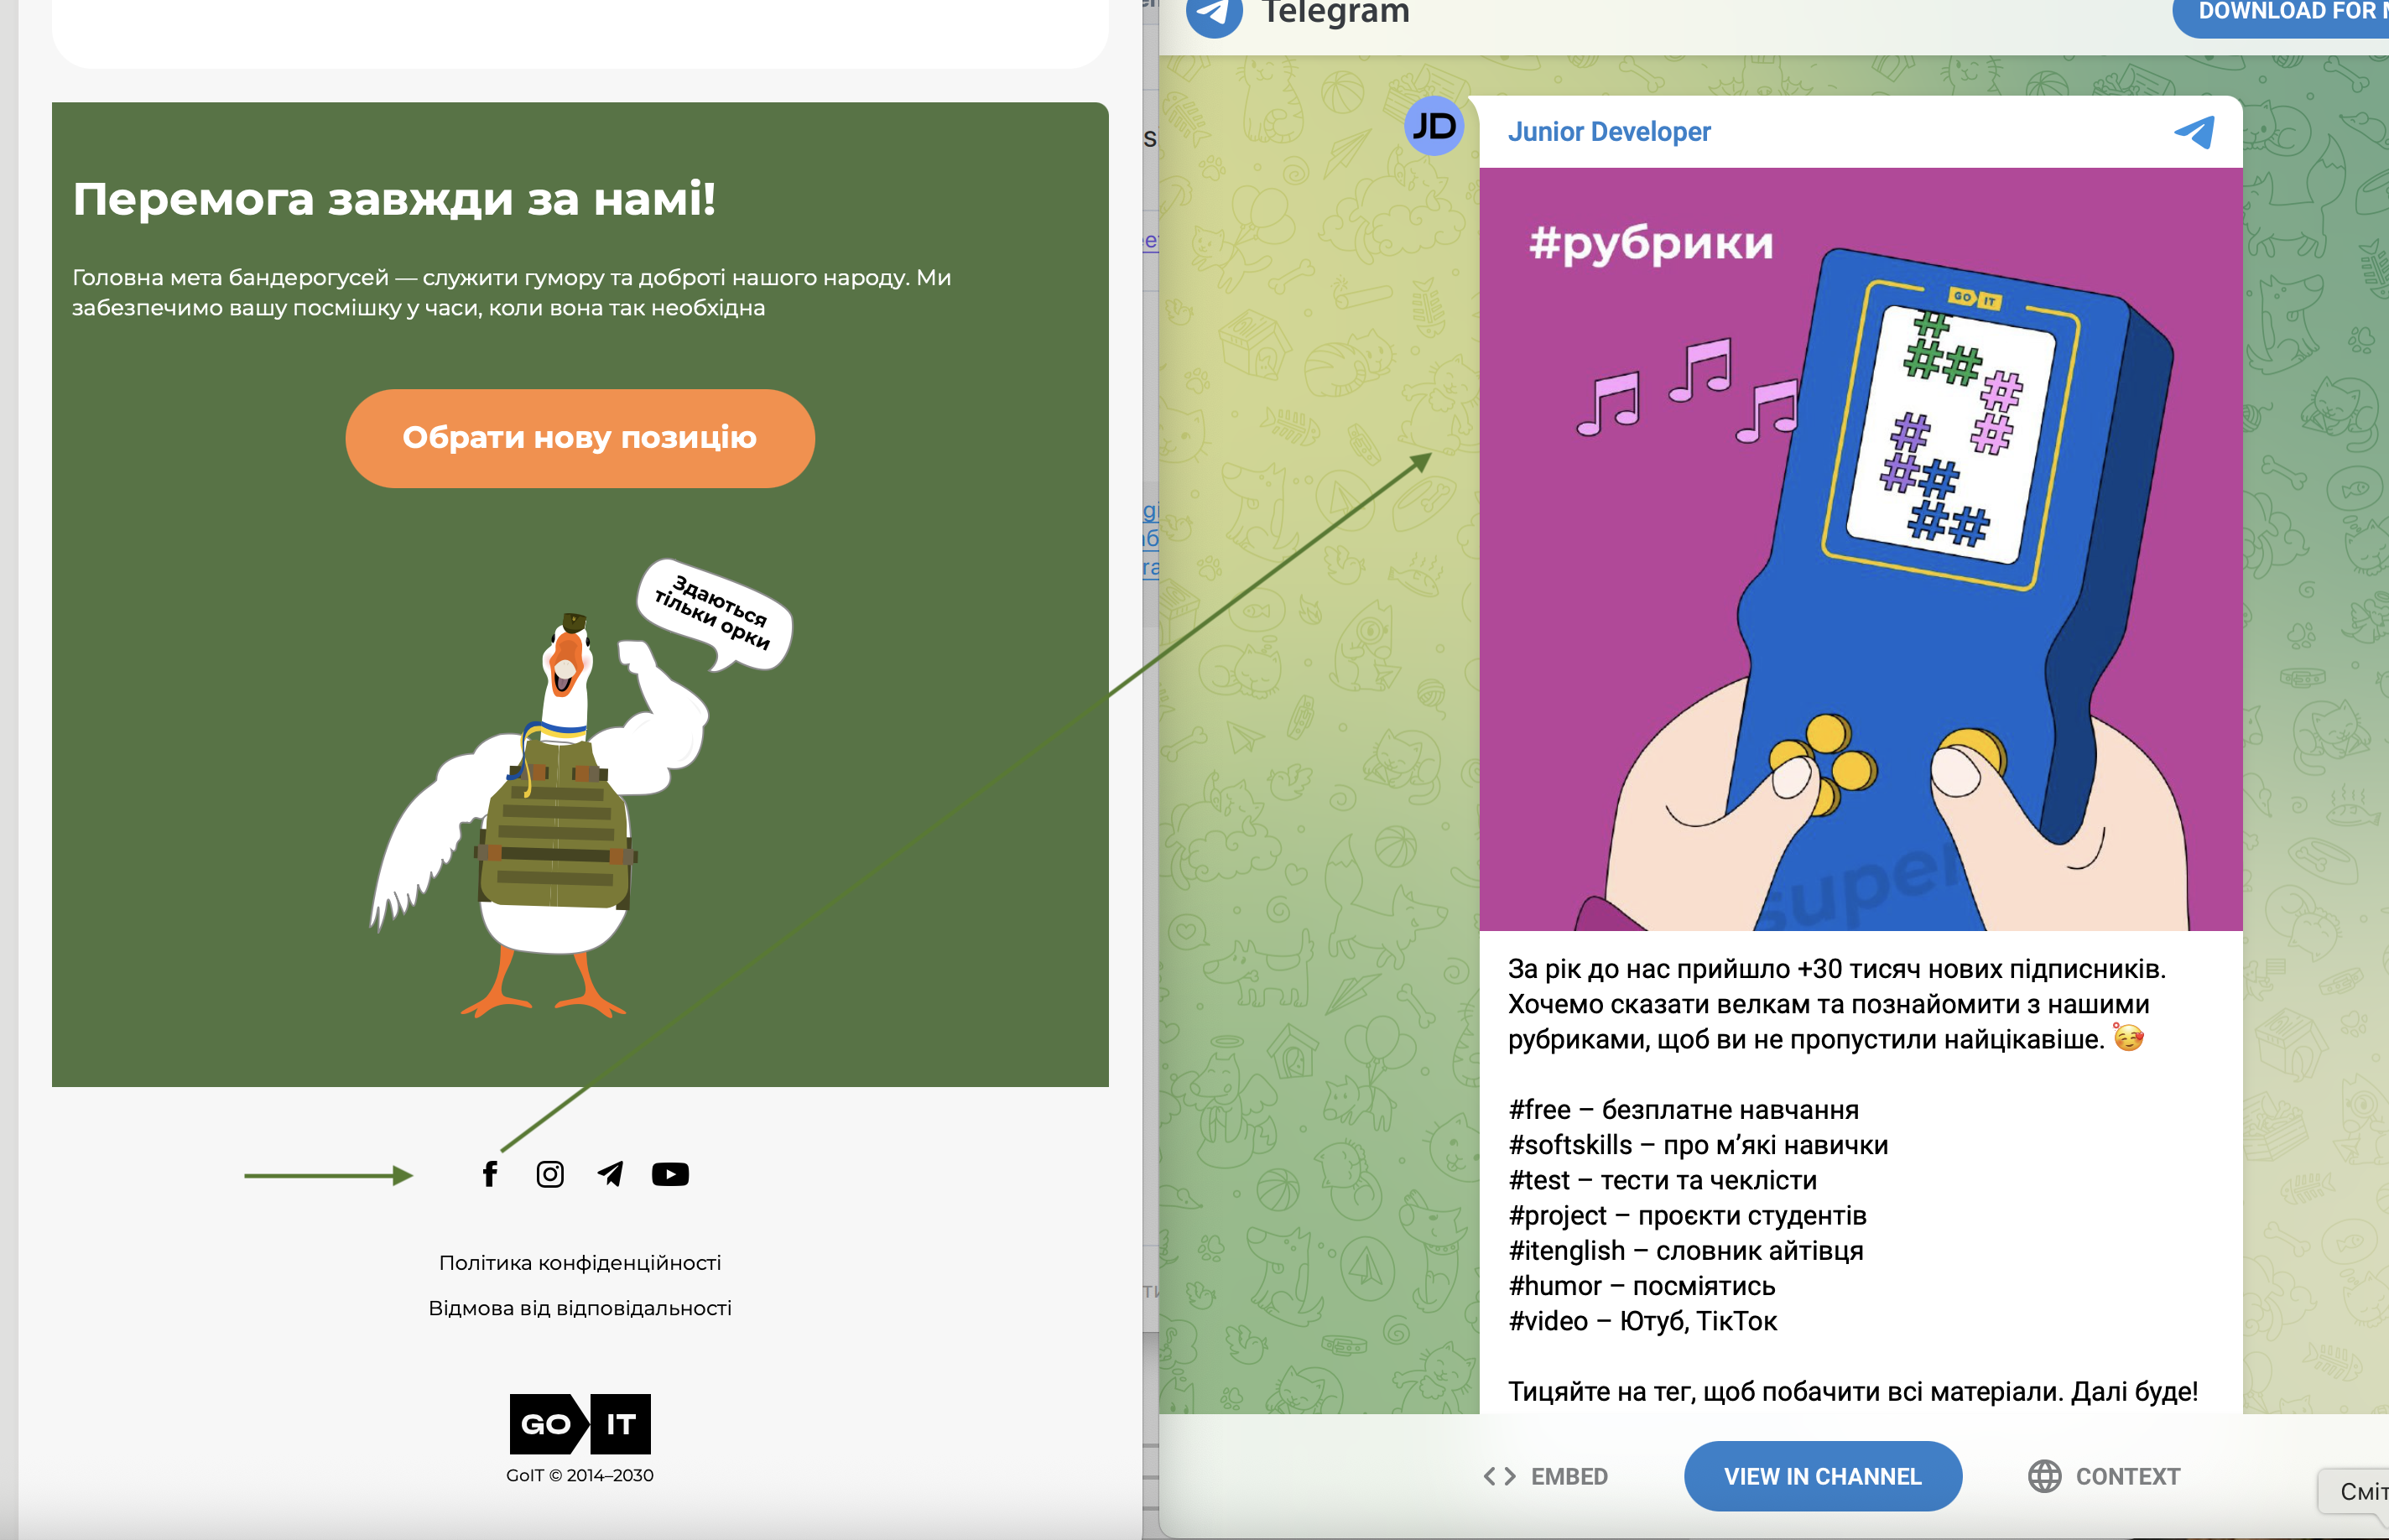 Перемога завжди за намі!
Головна мета бандерогусей — служити гумору та доброті нашого народу. Ми
забезпечимо вашу посмішку у часи, коли вона так необхідна
Обрати нову позицію
Здаються
тільки орки
Політика конфіденційності
Відмова від відповідальності
GO IT
GoIT © 2014–2030
Telegram
DOWNLOAD FOR
JD
Junior Developer
#рубрики
GO IT
super
За рік до нас прийшло +30 тисяч нових підписників.
Хочемо сказати велкам та познайомити з нашими
рубриками, щоб ви не пропустили найцікавіше. 🥰
#free – безплатне навчання
#softskills – про м’які навички
#test – тести та чеклісти
#project – проєкти студентів
#itenglish – словник айтівця
#humor – посміятись
#video – Ютуб, ТікТок
Тицяйте на тег, щоб побачити всі матеріали. Далі буде!
EMBED
VIEW IN CHANNEL
CONTEXT